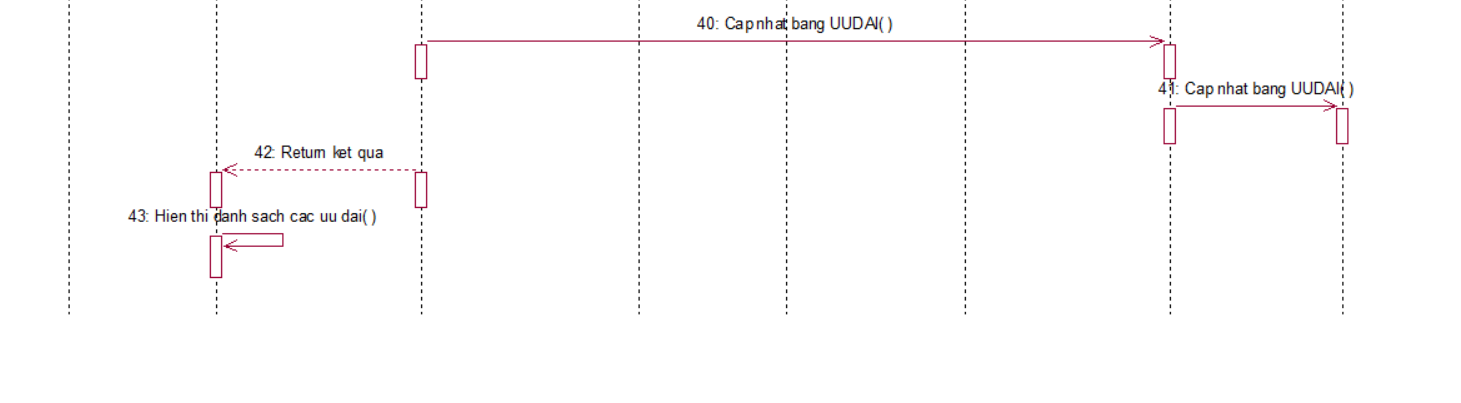 40: Cap nhat bang UUDAI( )
41: Cap nhat bang UUDAI( )
42: Return ket qua
43: Hien thi danh sach cac uu dai( )